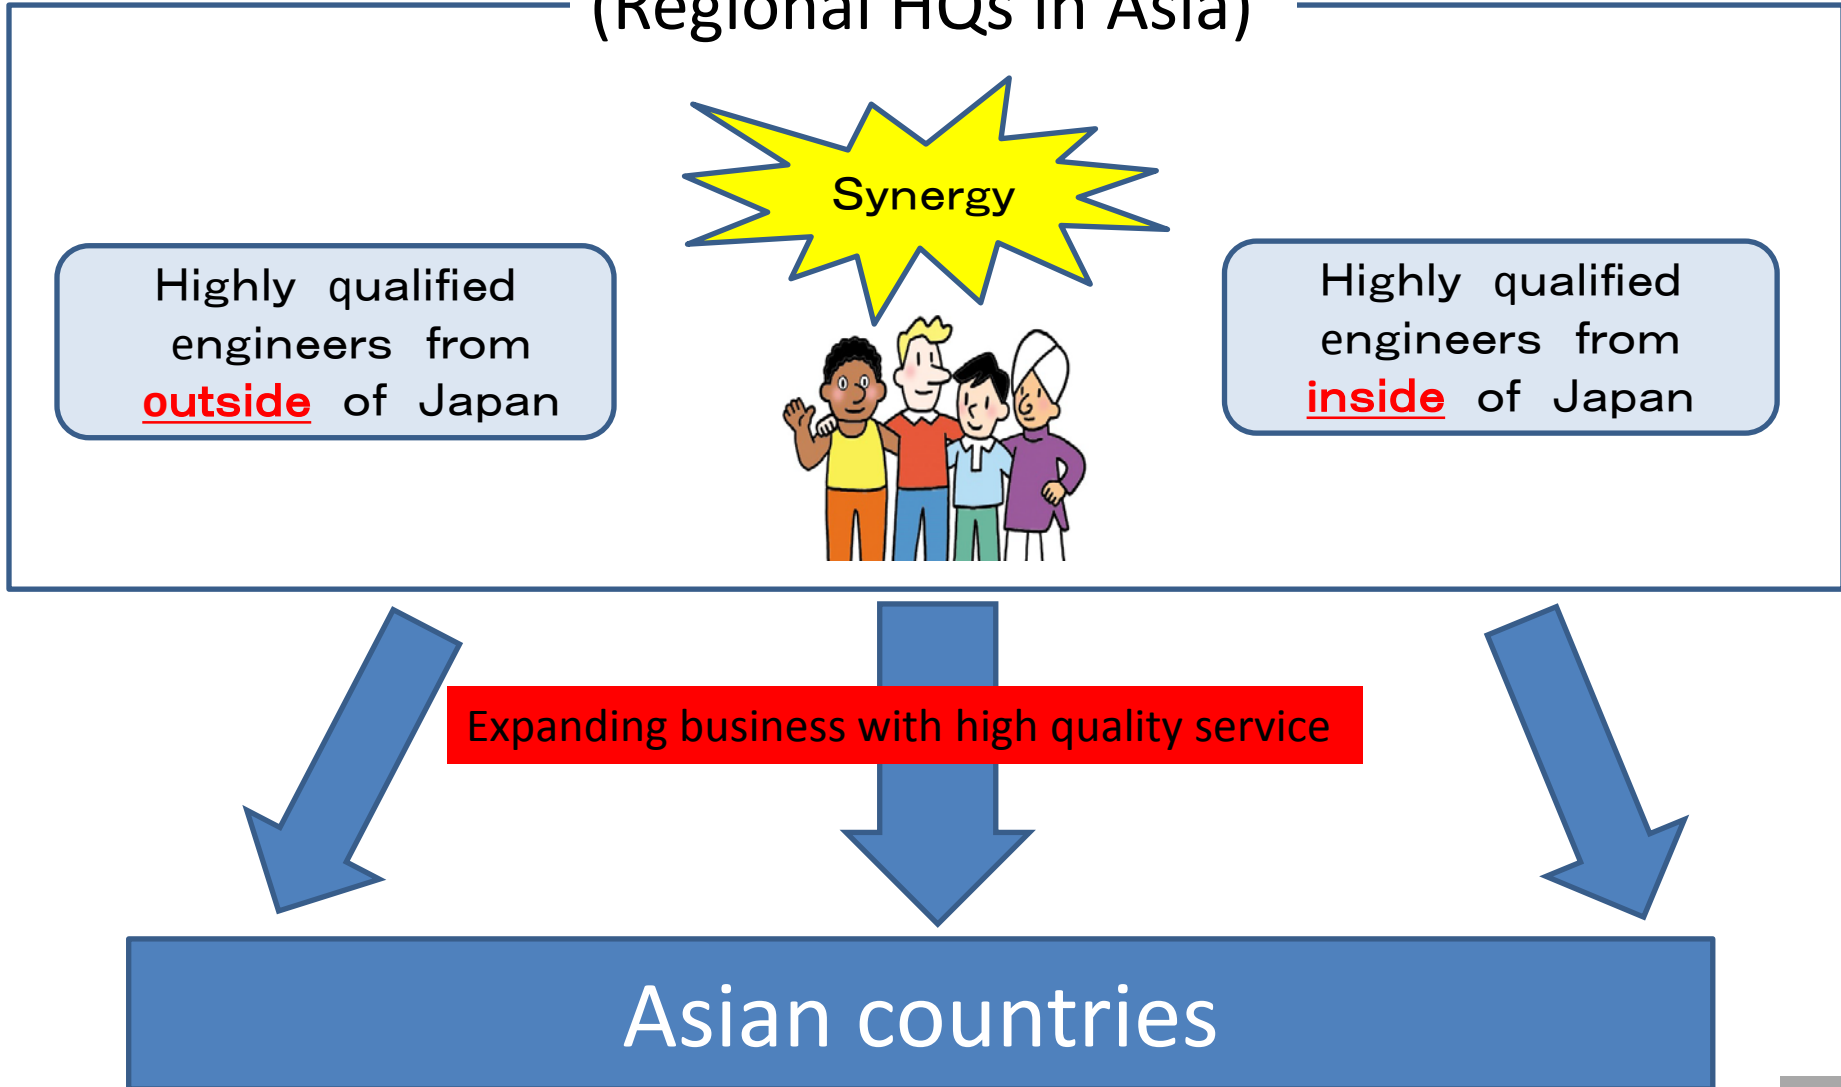 (Regional HQs in Asia)
Synergy
Highly qualified
engineers from
outside of Japan
Highly qualified
engineers from
inside of Japan
Expanding business with high quality service
Asian countries